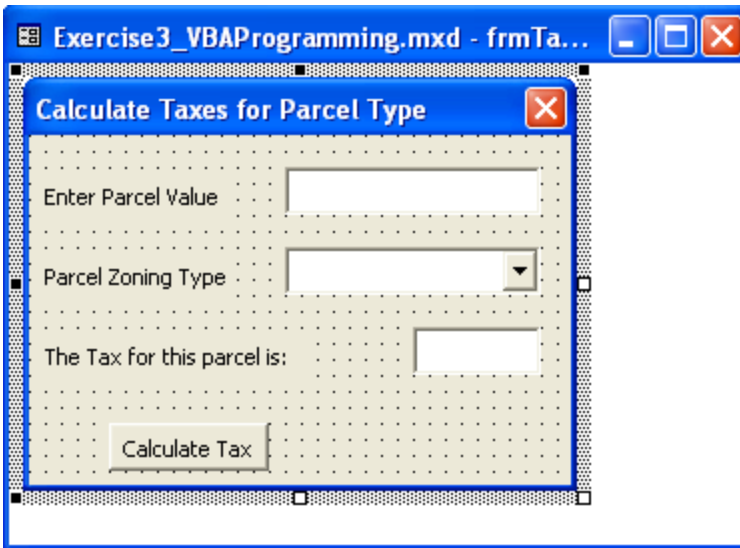 Exercise3_VBAProgramming.mxd - frmTa...
Calculate Taxes for Parcel Type
Enter Parcel Value
Parcel Zoning Type
The Tax for this parcel is:
Calculate Tax